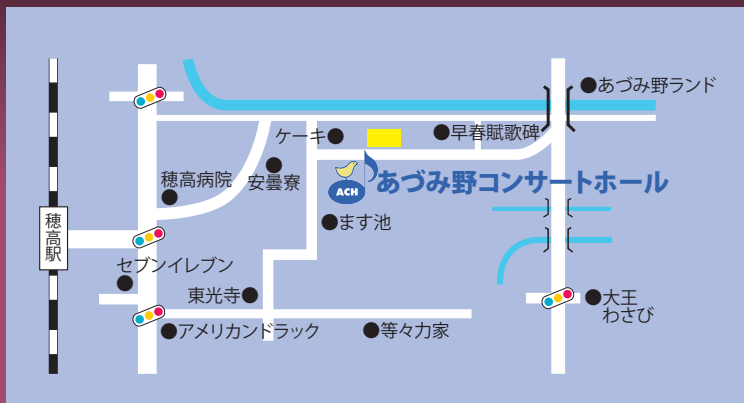 あづみ野ランド
ケーキ
早春賦歌碑
穂高病院
安曇寮
ACH
あづみ野コンサートホール
穂高駅
ます池
セブンイレブン
東光寺
大王
わさび
アメリカンドラック
等々力家